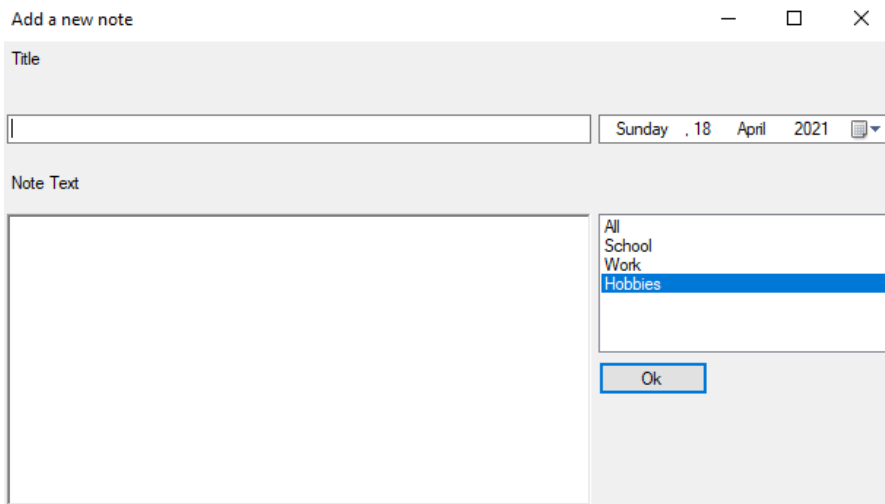 Add a new note
Title
Sunday , 18 April 2021
Note Text
All
School
Work
Hobbies
Ok